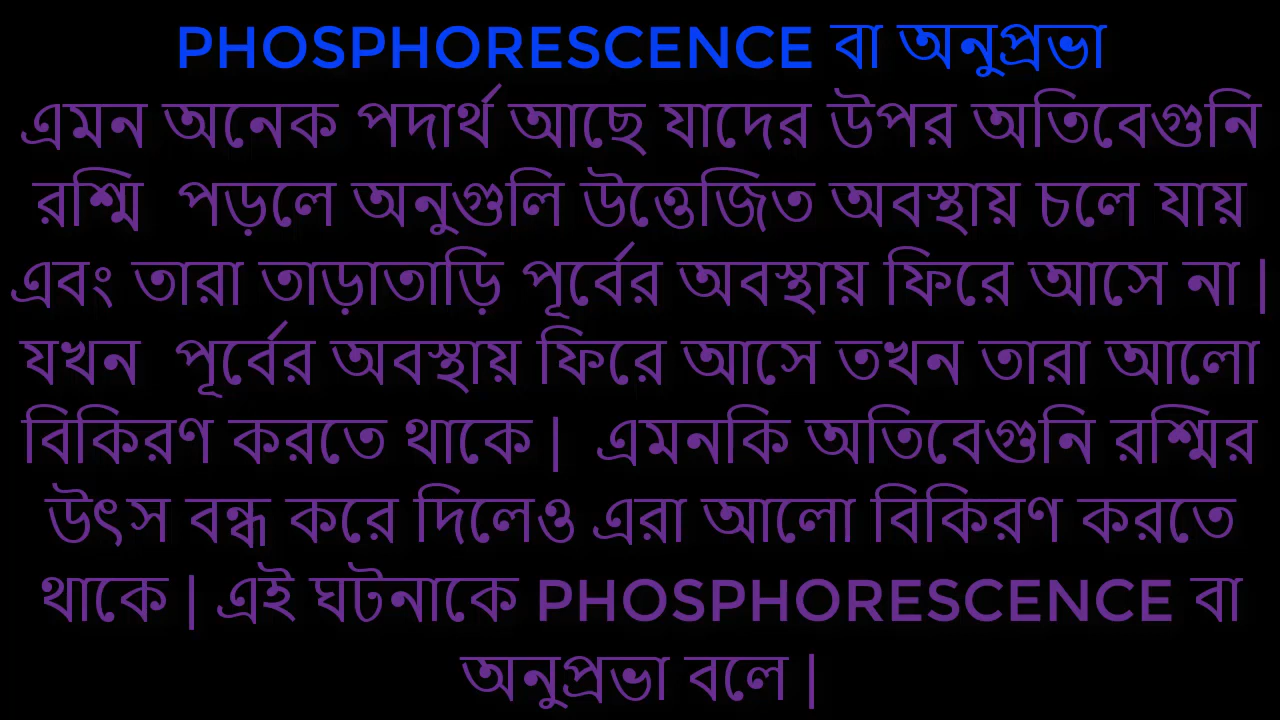 PHOSPHORESCENCE বা অনুপ্রভা
এমন অনেক পদার্থ আছে যাদের উপর অতিবেগুনি
রশ্মি পড়লে অনুগুলি উত্তেজিত অবস্থায় চলে যায়
এবং তারা তাড়াতাড়ি পূর্বের অবস্থায় ফিরে আসে না |
যখন পূর্বের অবস্থায় ফিরে আসে তখন তারা আলো
বিকিরণ করতে থাকে | এমনকি অতিবেগুনি রশ্মির
উৎস বন্ধ করে দিলেও এরা আলো বিকিরণ করতে
থাকে | এই ঘটনাকে PHOSPHORESCENCE বা
অনুপ্রভা বলে |